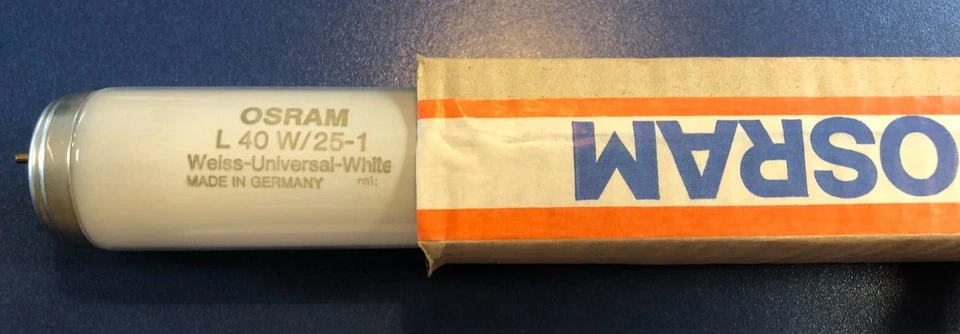 OSRAM
L 40 W/25-1
Weiss-Universal-White
MADE IN GERMANY
OSRAM